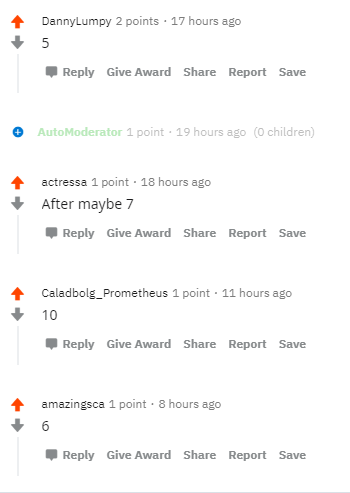 DannyLumpy 2 points · 17 hours ago
5
Reply Give Award Share Report Save
AutoModerator 1 point · 19 hours ago (0 children)
actressa 1 point · 18 hours ago
After maybe 7
Reply Give Award Share Report Save
Caladbolg_Prometheus 1 point · 11 hours ago
10
Reply Give Award Share Report Save
amazingsca 1 point · 8 hours ago
6
Reply Give Award Share Report Save